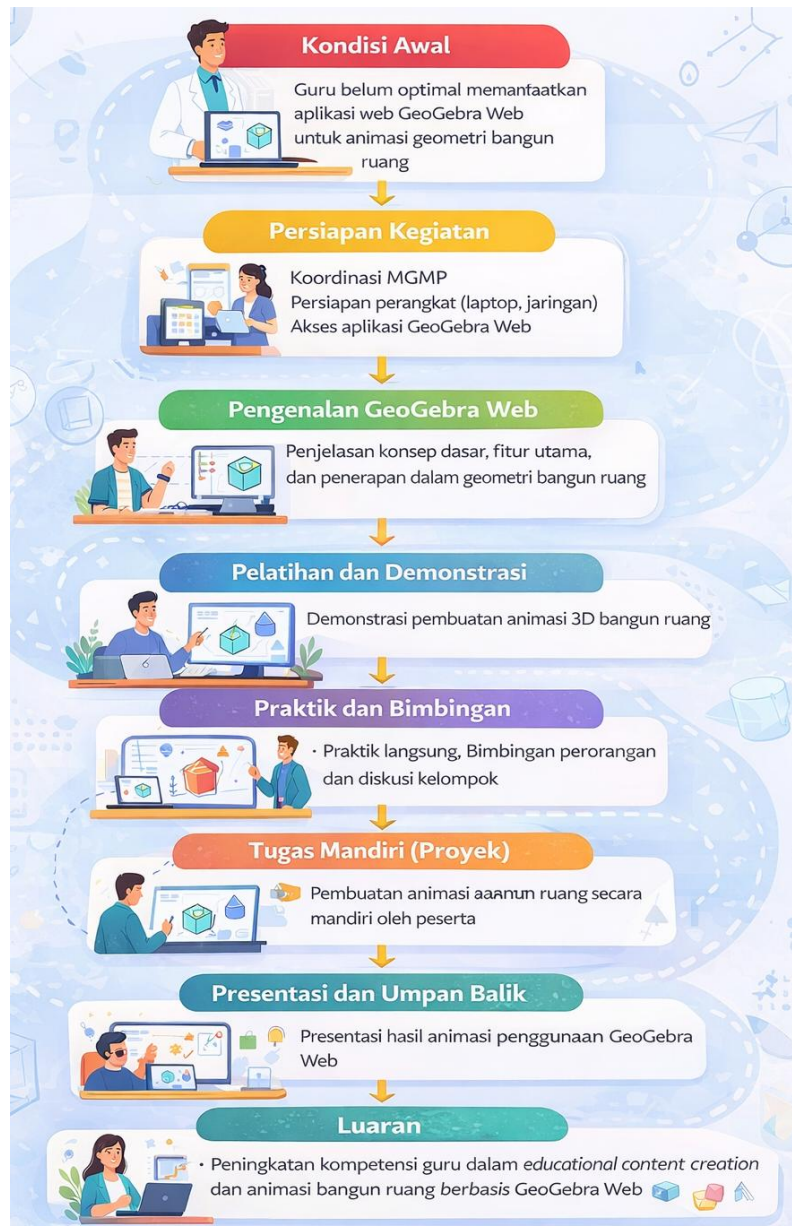 Kondisi Awal
Guru belum optimal memanfaatkan
aplikasi web GeoGebra Web
untuk animasi geometri bangun
ruang
Persiapan Kegiatan
Koordinasi MGMP
Persiapan perangkat (laptop, jaringan)
Akses aplikasi GeoGebra Web
Pengenalan GeoGebra Web
Penjelasan konsep dasar, fitur utama,
dan penerapan dalam geometri bangun ruang
Pelatihan dan Demonstrasi
Demonstrasi pembuatan animasi 3D bangun ruang
Praktik dan Bimbingan
· Praktik langsung, Bimbingan perorangan
dan diskusi kelompok
Tugas Mandiri (Proyek)
Pembuatan animasi ruang secara
mandiri oleh peserta
Presentasi dan Umpan Balik
Presentasi hasil animasi penggunaan GeoGebra
Web
Luaran
· Peningkatan kompetensi guru dalam educational content creation
dan animasi bangun ruang berbasis GeoGebra Web